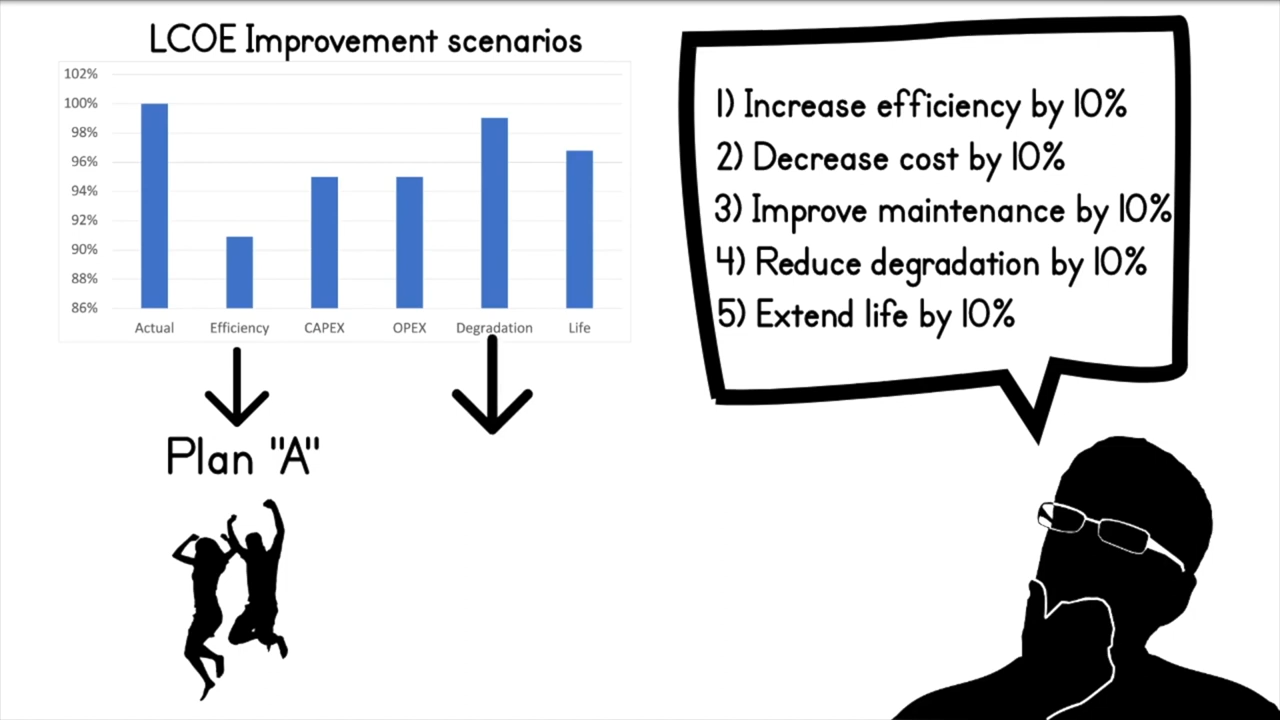 LCOE Improvement scenarios
102%
100%
98%
96%
94%
92%
90%
88%
86%
Actual Efficiency CAPEX OPEX Degradation Life
Plan "A"
1) Increase efficiency by 10%
2) Decrease cost by 10%
3) Improve maintenance by 10%
4) Reduce degradation by 10%
5) Extend life by 10%